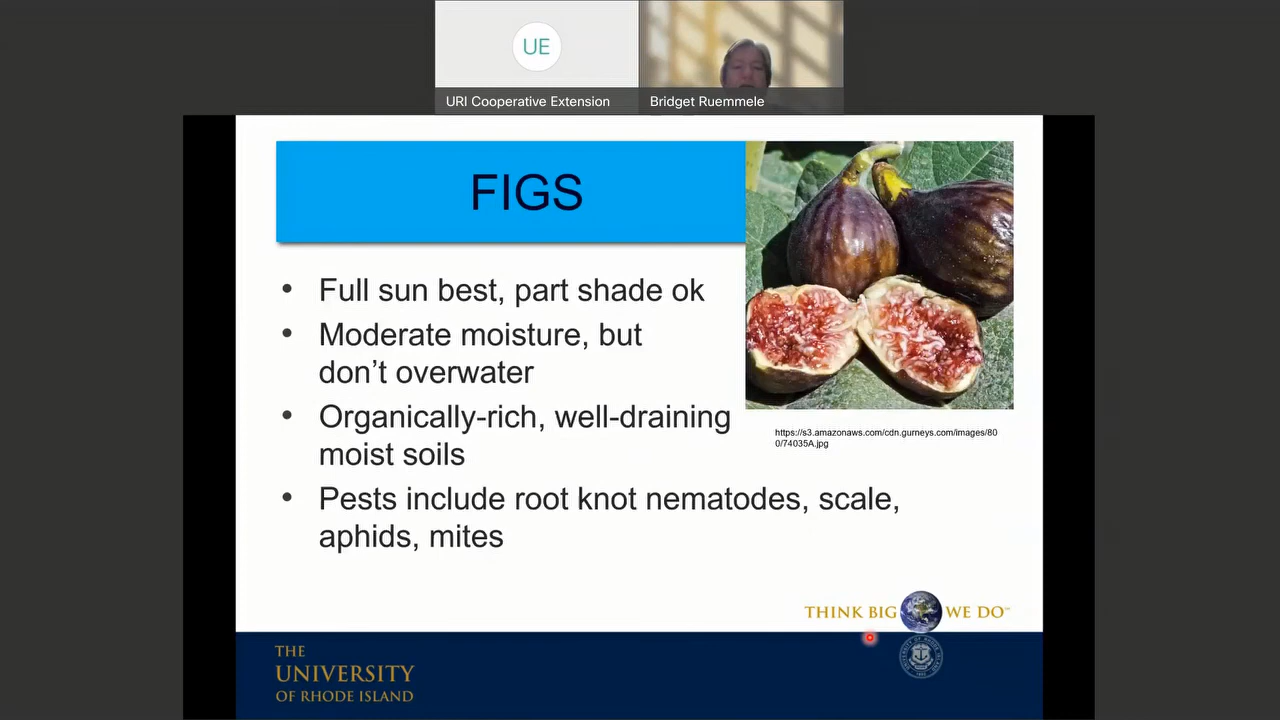 UE
URI Cooperative Extension
Bridget Ruemmele
FIGS
• Full sun best, part shade ok
• Moderate moisture, but
don’t overwater
• Organically-rich, well-draining
moist soils
• Pests include root knot nematodes, scale,
aphids, mites
https://s3.amazonaws.com/cdn.gurneys.com/images/80
0/74035A.jpg
THINK BIG WE DO™
THE
UNIVERSITY
OF RHODE ISLAND